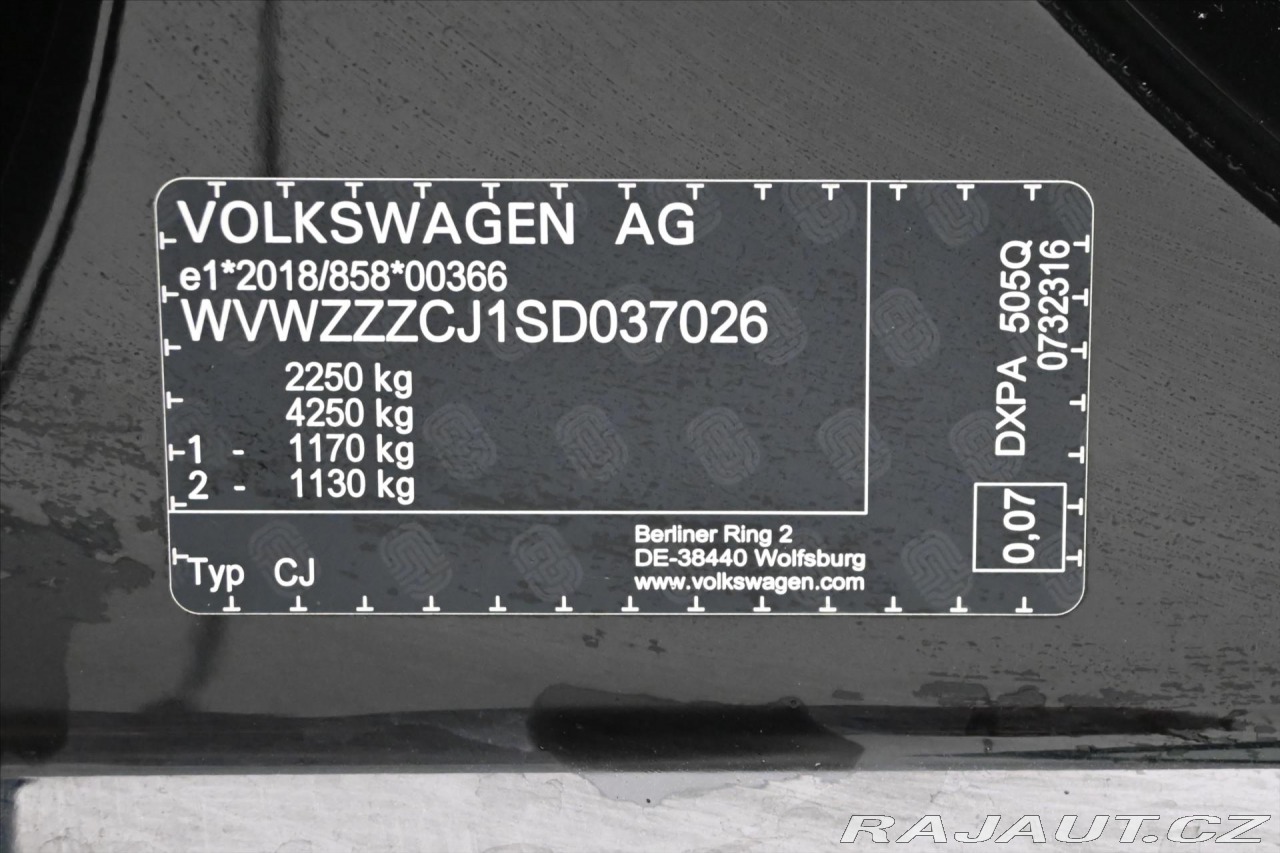 VOLKSWAGEN AG
e1*2018/858*00366
WVWZZZCJ1SD037026
2250 kg
4250 kg
1 - 1170 kg
2 - 1130 kg
Typ CJ
Berliner Ring 2
DE-38440 Wolfsburg
www.volkswagen.com
DXPA 505Q
0732316
0,07
RAJAUT.CZ